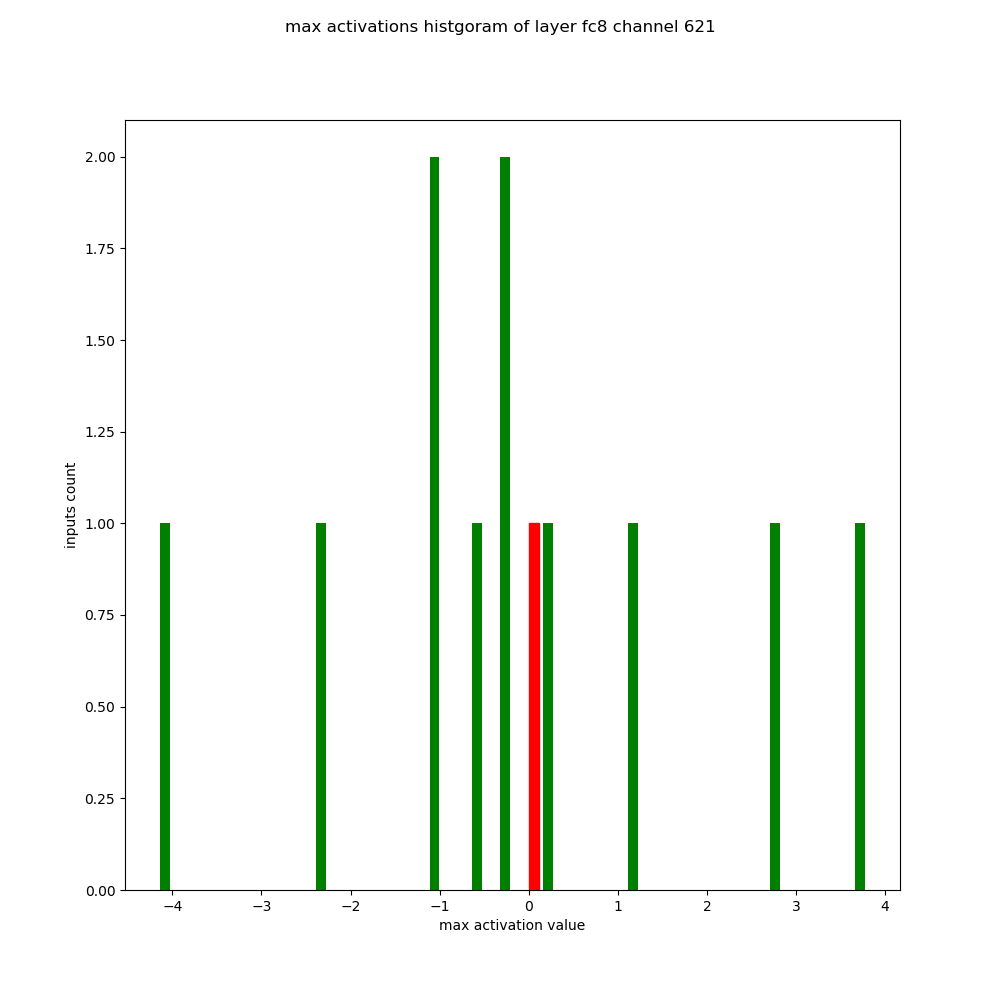 max activations histgoram of layer fc8 channel 621
2.00
1.75
1.50
1.25
1.00
0.75
0.50
0.25
0.00
inputs count
−4 −3 −2 −1 0 1 2 3 4
max activation value